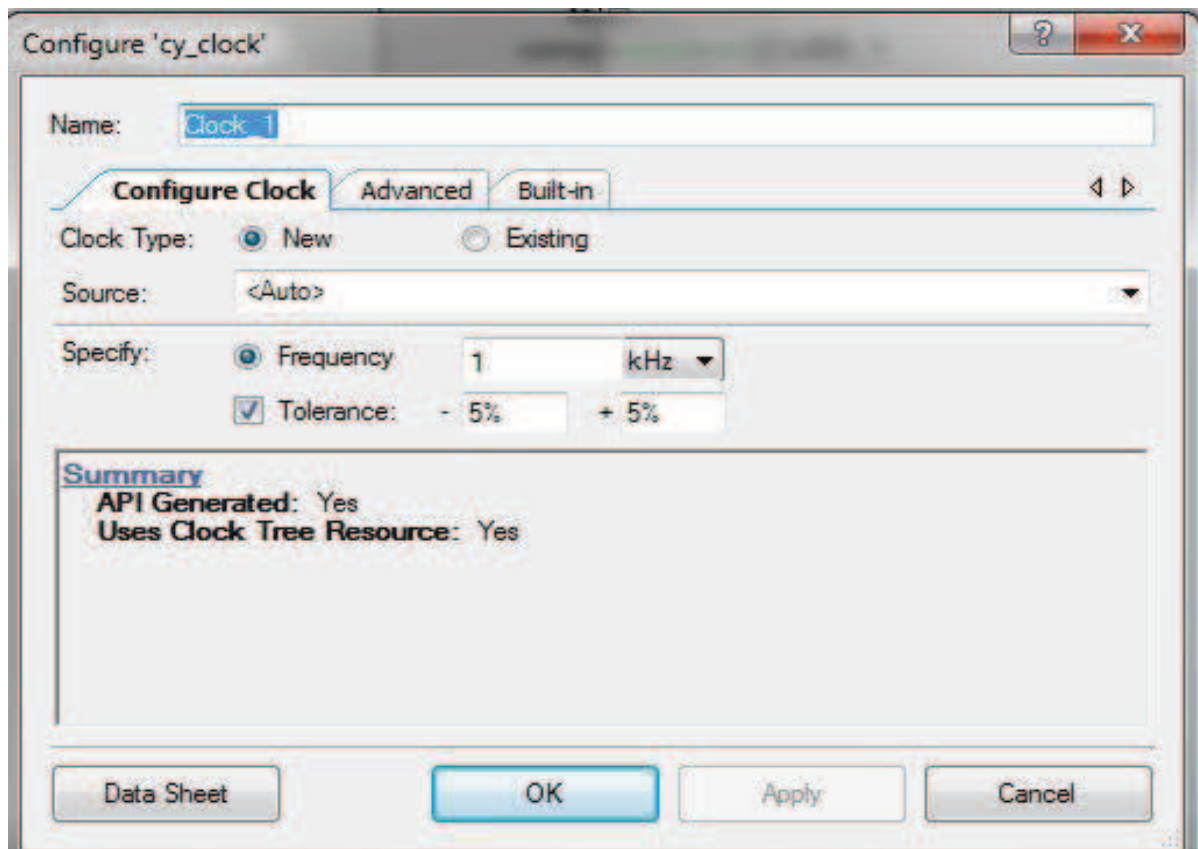 Configure 'cy_clock'
Name: Clock_1
Configure Clock Advanced Built-in
Clock Type: New Existing
Source: <Auto>
Specify: Frequency 1 kHz
Tolerance: - 5% + 5%
Summary
API Generated: Yes
Uses Clock Tree Resource: Yes
Data Sheet OK Apply Cancel